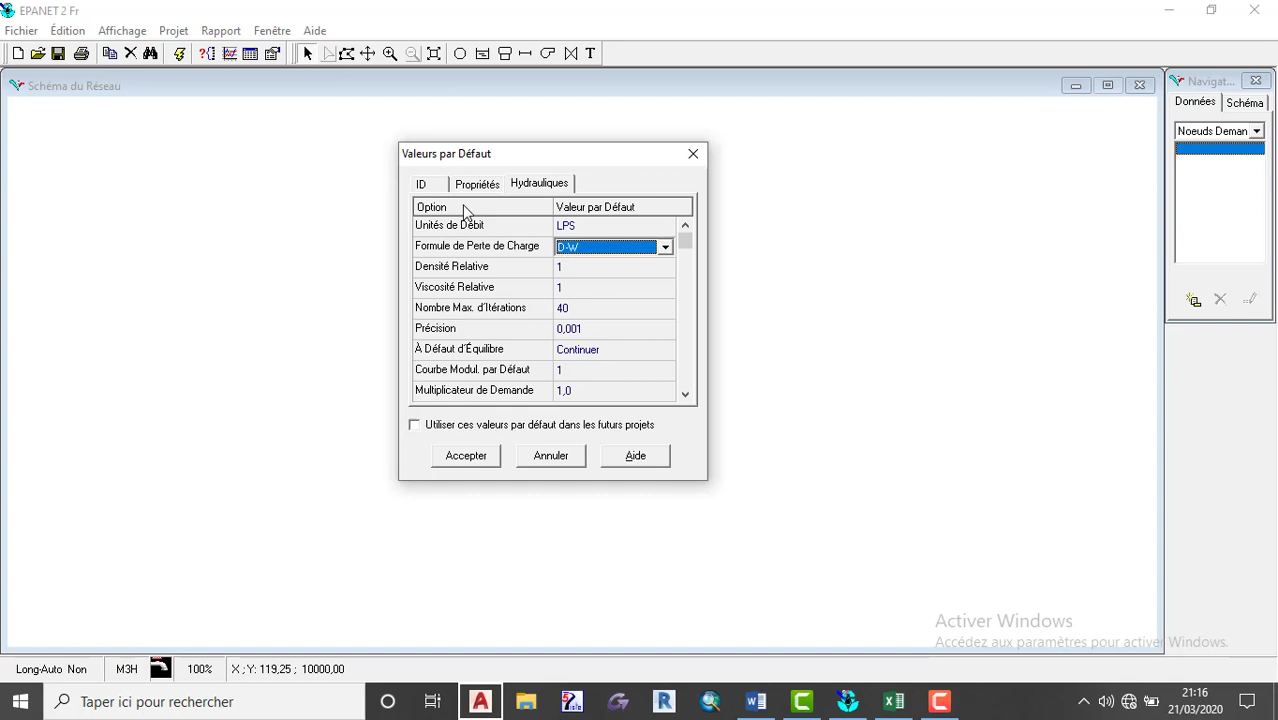 EPANET 2 Fr
Fichier Édition Affichage Projet Rapport Fenêtre Aide
Schéma du Réseau
Navigat...
Données Schéma
Noeuds Deman
Valeurs par Défaut
ID Propriétés Hydrauliques
Option Valeur par Défaut
Unités de Débit LPS
Formule de Perte de Charge D-W
Densité Relative 1
Viscosité Relative 1
Nombre Max. d'Itérations 40
Précision 0,001
À Défaut d'Équilibre Continuer
Courbe Modul. par Défaut 1
Multiplicateur de Demande 1,0
Utiliser ces valeurs par défaut dans les futurs projets
Accepter Annuler Aide
Activer Windows
Accédez aux paramètres pour activer Windows.
Long-Auto Non M3H 100% X ; Y: 119,25 ; 10000,00
Taper ici pour rechercher
21:16
21/03/2020